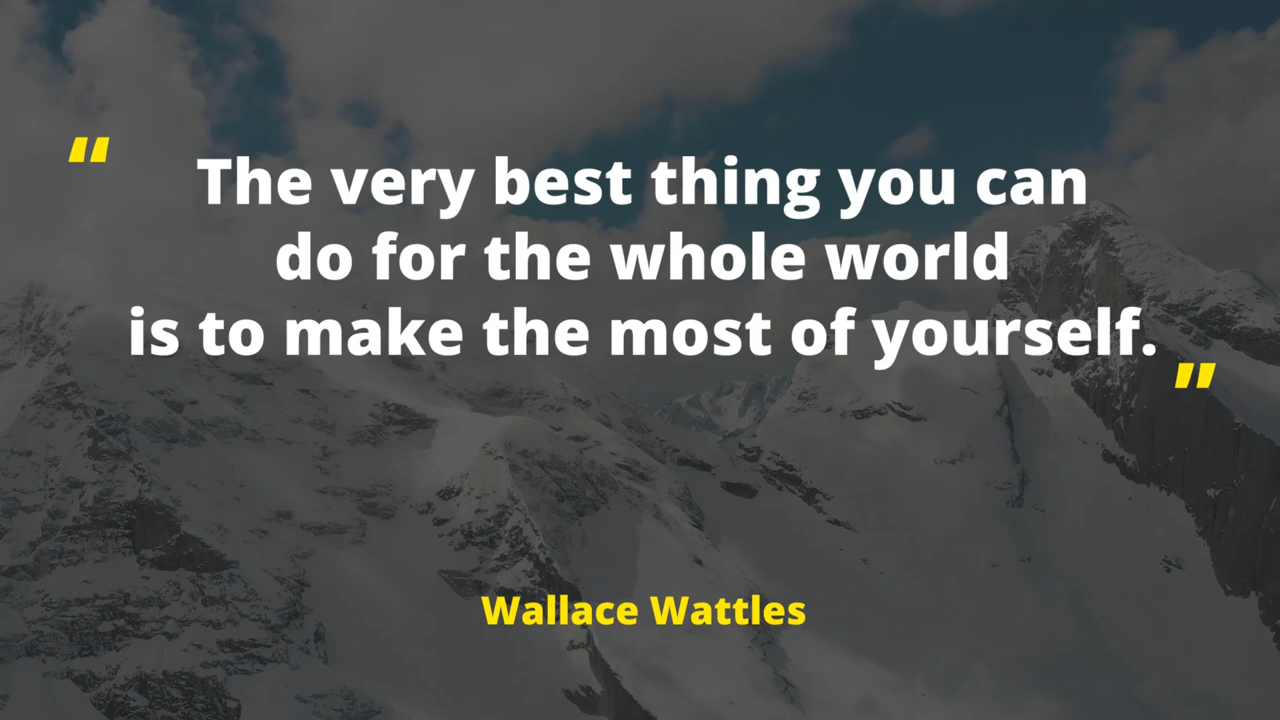 “
The very best thing you can
do for the whole world
is to make the most of yourself.
”
Wallace Wattles